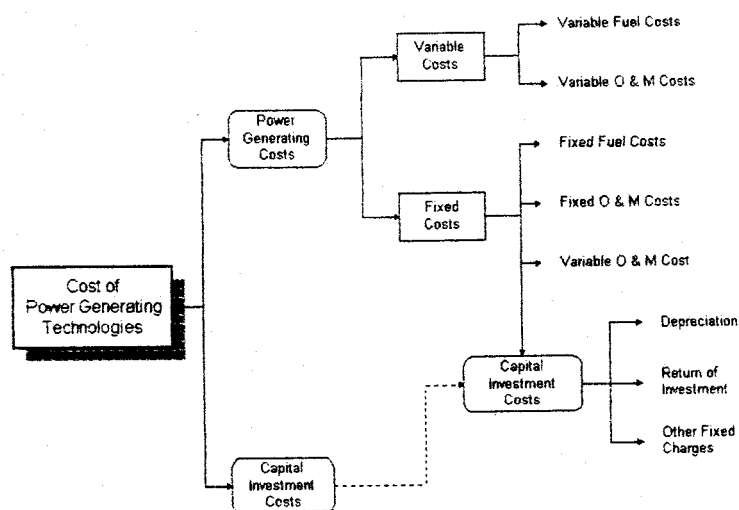 Variable Fuel Costs
Variable
Costs
Variable O & M Costs
Power
Generating
Costs
Fixed Fuel Costs
Fixed
Costs
Fixed O & M Costs
Variable O & M Cost
Cost of
Power Generating
Technologies
Depreciation
Capital
Investment
Costs
Return of
Investment
Other Fixed
Charges
Capital
Investment
Costs